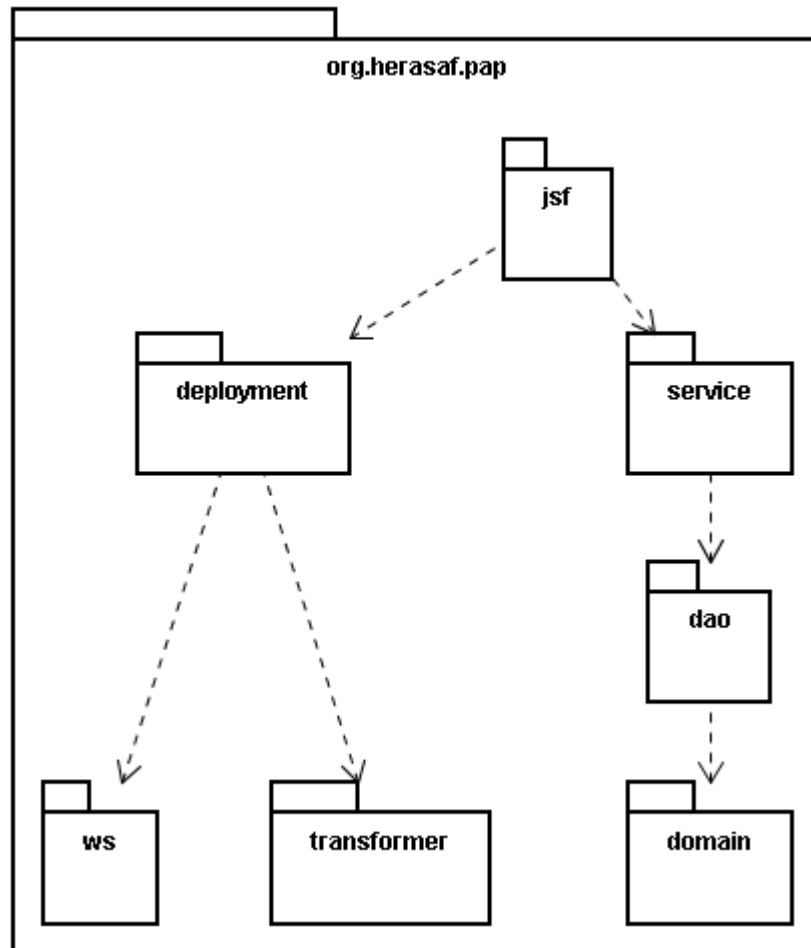 org.herasaf.pap
jsf
deployment
service
dao
ws
transformer
domain